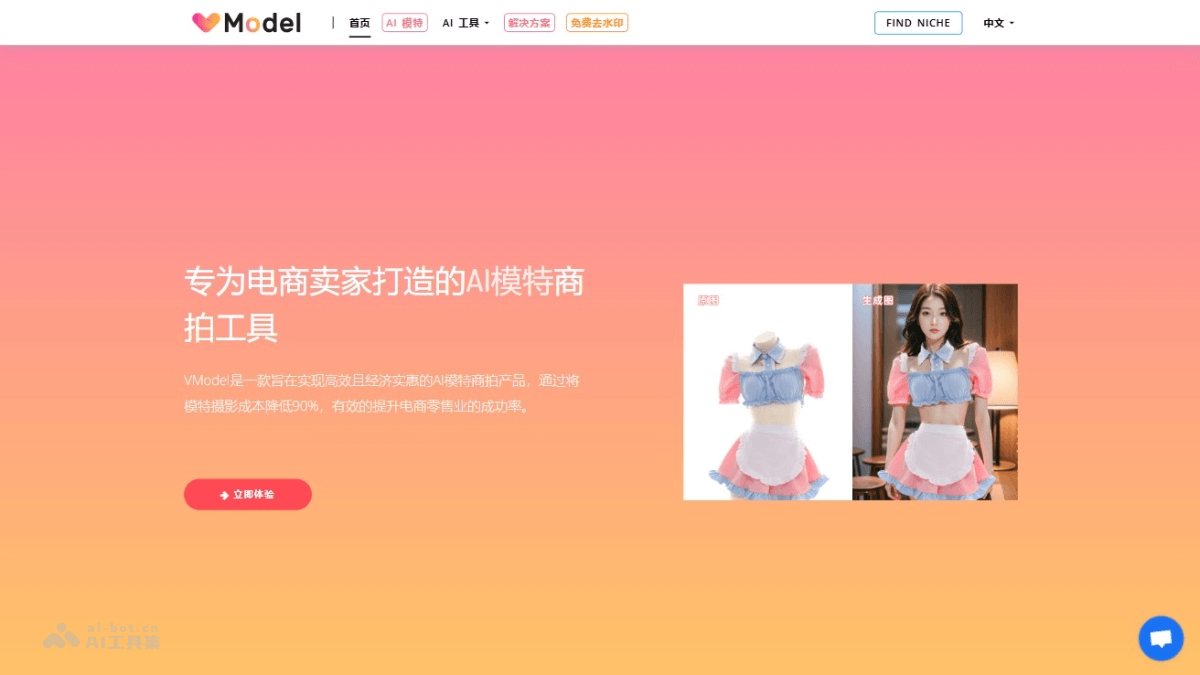 VModel | 首页 AI 模特 AI 工具 解决方案 免费去水印 FIND NICHE 中文
专为电商卖家打造的AI模特商
拍工具
VModel是一款旨在实现高效且经济实惠的AI模特商拍产品，通过将
模特摄影成本降低90%，有效的提升电商零售业的成功率。
原图
生成图
立即体验
ai-bot.cn
AI工具集